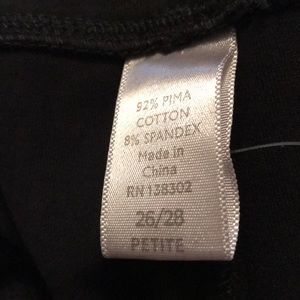 92% PIMA
COTTON
8% SPANDEX
Made in
China
RN 138302
26/28
PETITE